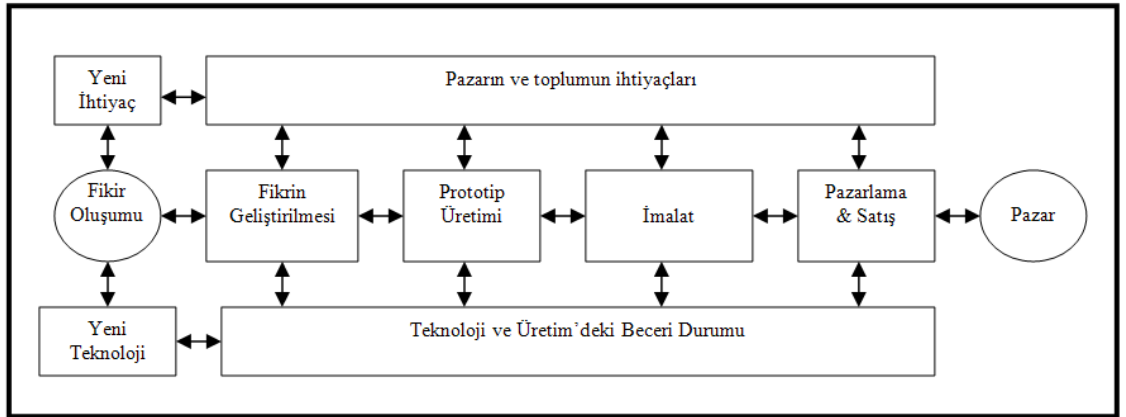 Yeni
İhtiyaç
Pazarın ve toplumun ihtiyaçları
Fikir
Oluşumu
Fikrin
Geliştirilmesi
Prototip
Üretimi
İmalat
Pazarlama
& Satış
Pazar
Yeni
Teknoloji
Teknoloji ve Üretim’deki Beceri Durumu